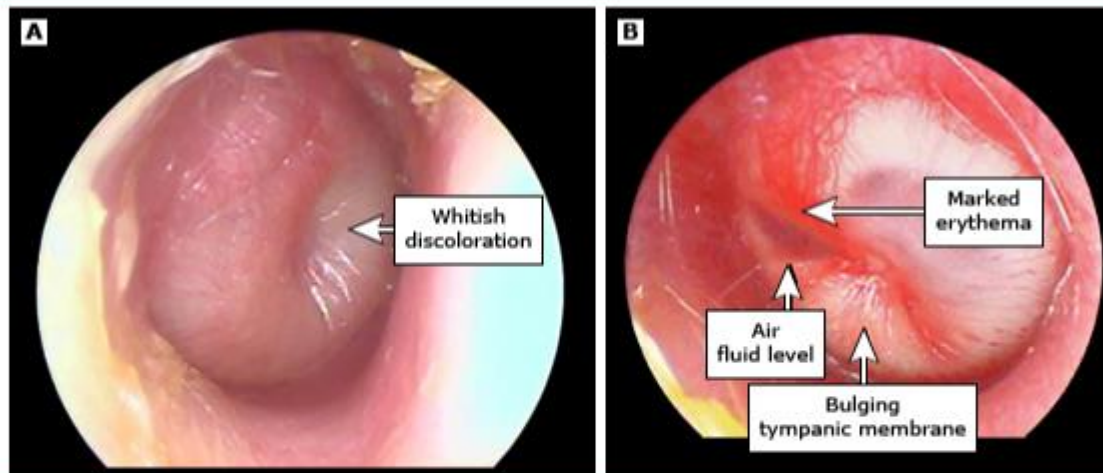 A
Whitish
discoloration
B
Marked
erythema
Air
fluid level
Bulging
tympanic membrane